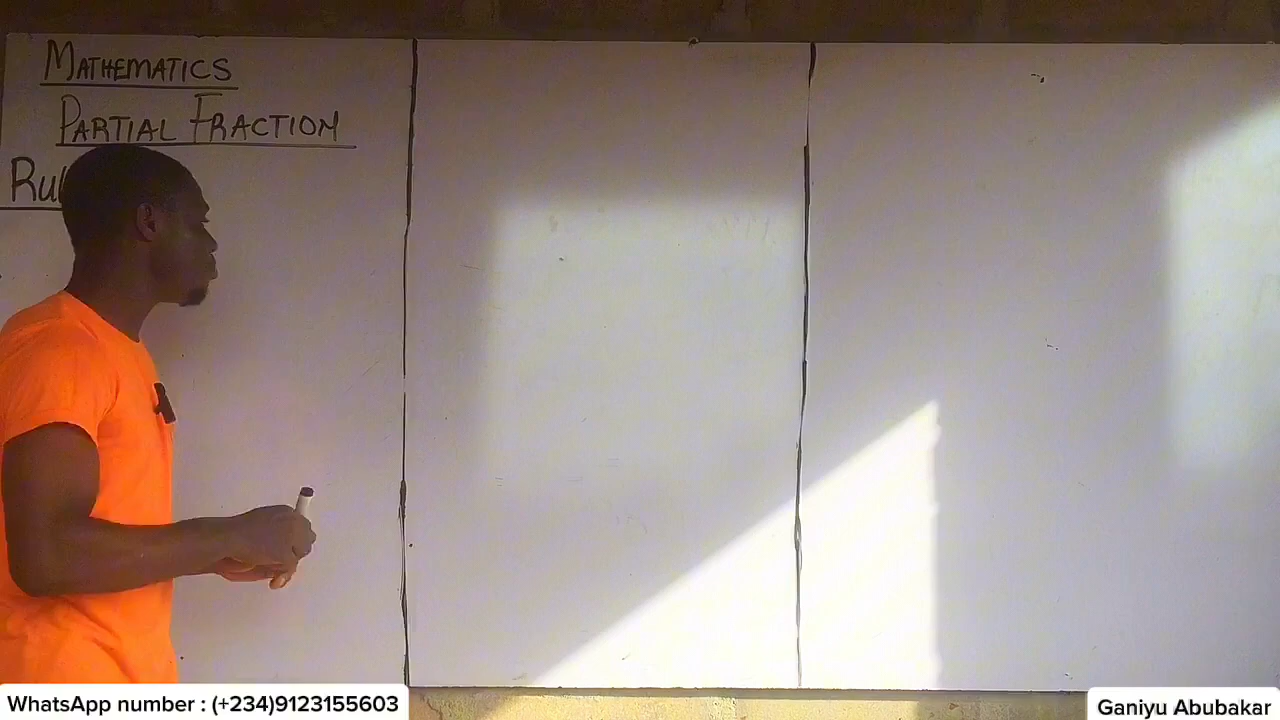 MATHEMATICS
PARTIAL FRACTION
WhatsApp number : (+234)9123155603
Ganiyu Abubakar